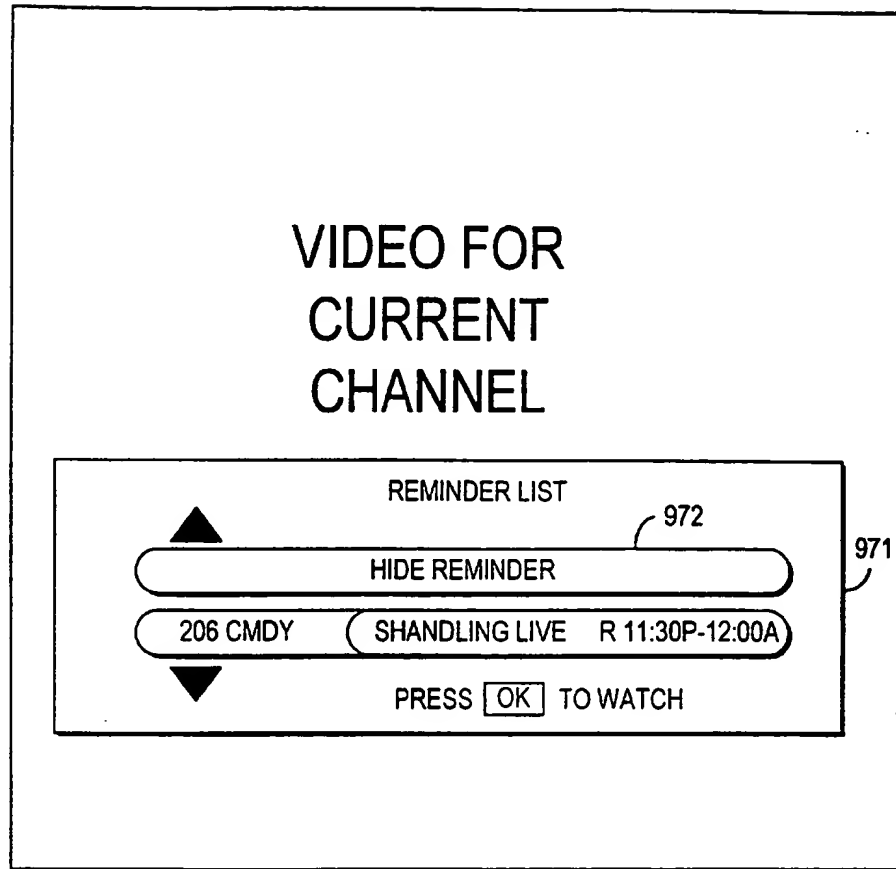 VIDEO FOR
CURRENT
CHANNEL
REMINDER LIST
972
971
HIDE REMINDER
206 CMDY SHANDLING LIVE R 11:30P-12:00A
PRESS OK TO WATCH